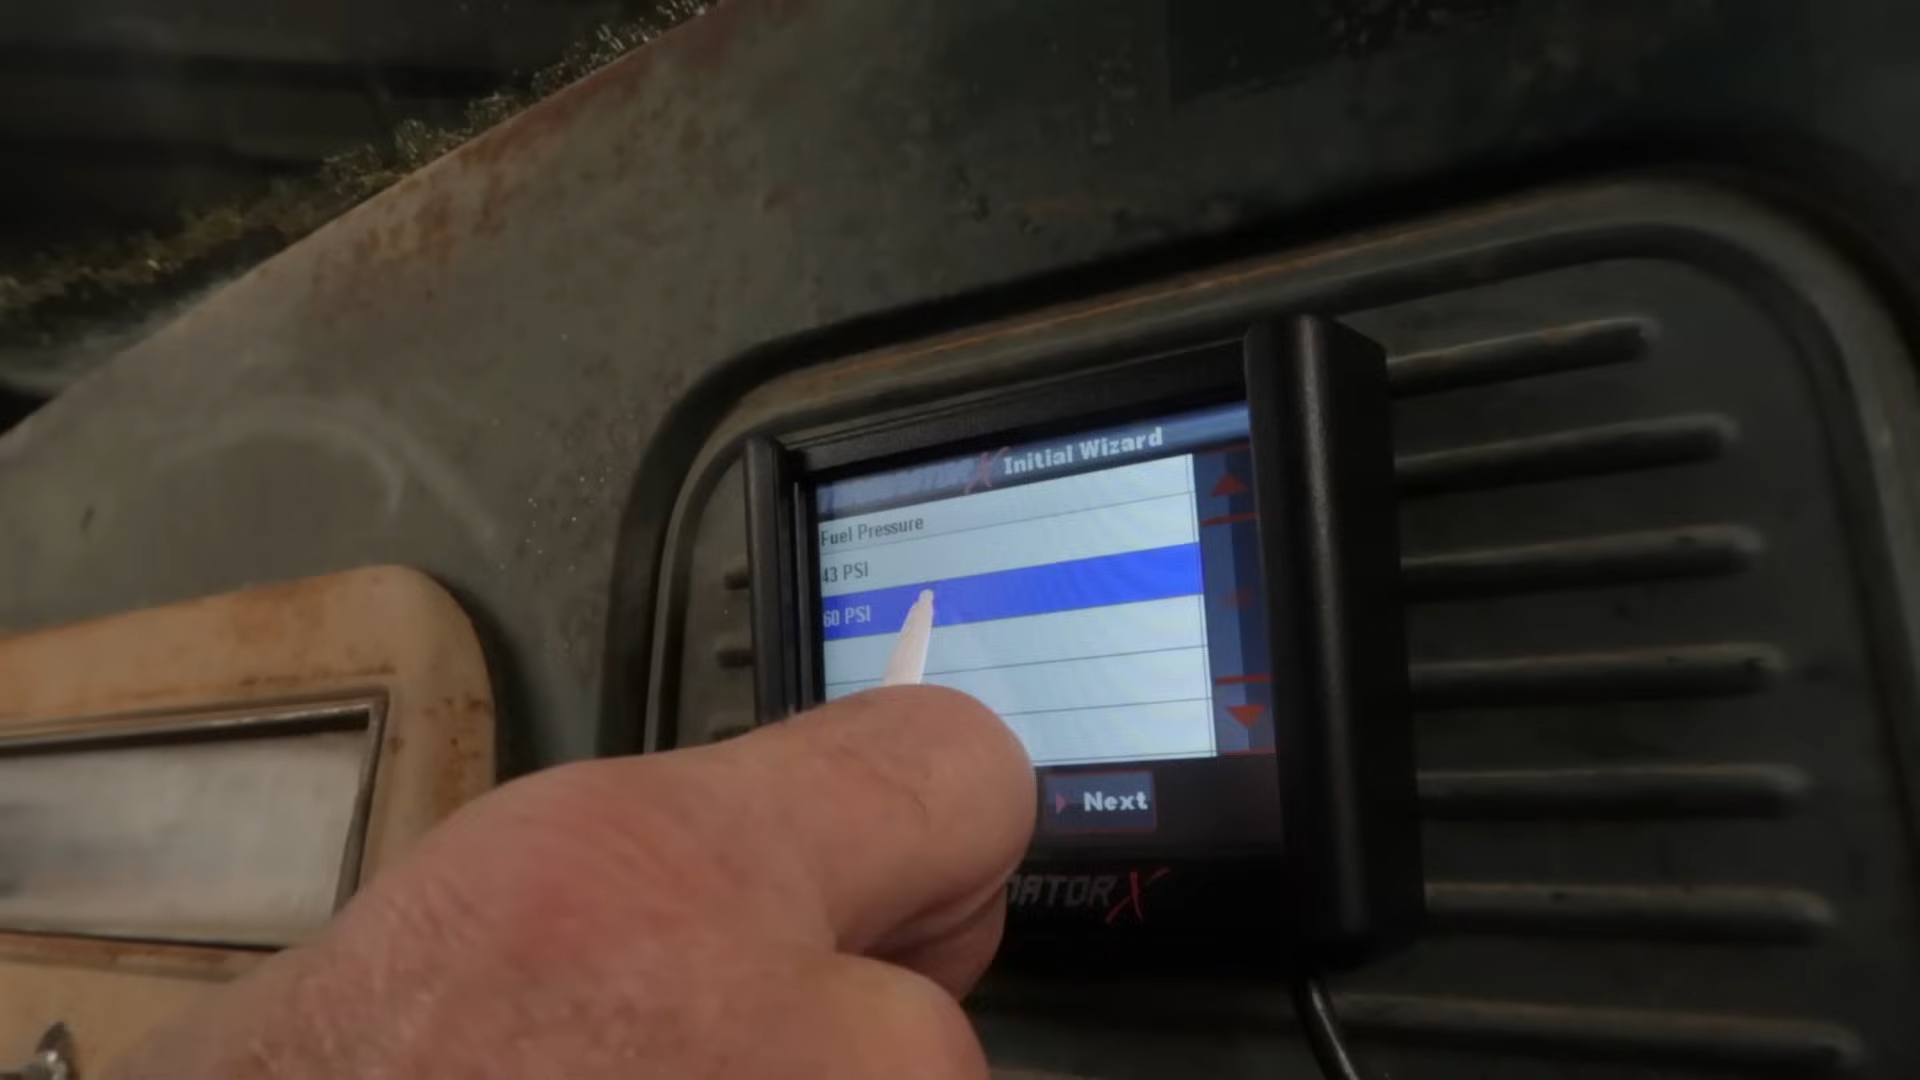 Initial Wizard
Fuel Pressure
43 PSI
60 PSI
Next